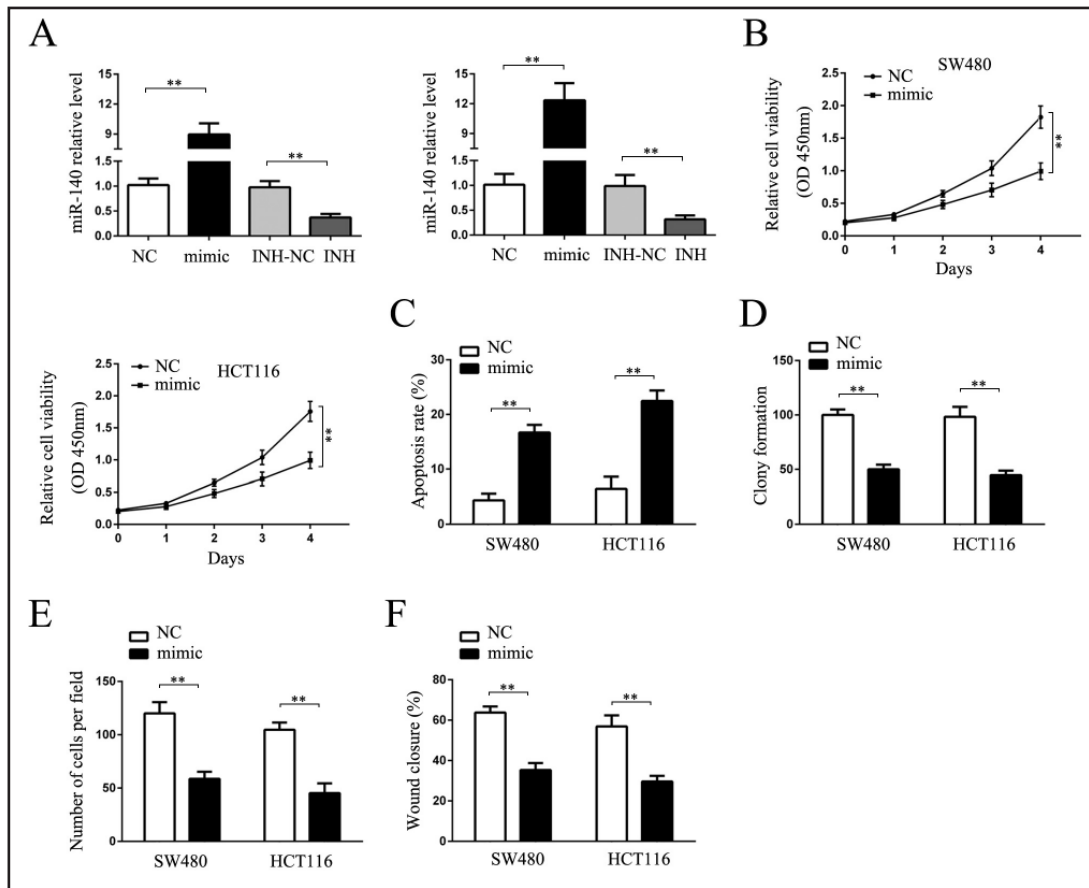 A
miR-140 relative level
15
12
9
1.0
0.5
0.0
**
**
NC mimic INH-NC INH
miR-140 relative level
15
12
9
6
1.0
0.5
0.0
**
**
NC mimic INH-NC INH
B
SW480
NC
mimic
Relative cell viability
(OD 450nm)
2.0
1.5
1.0
0.5
0.0
**
0 1 2 3 4
Days
HCT116
NC
mimic
Relative cell viability
(OD 450nm)
2.5
2.0
1.5
1.0
0.5
0.0
**
0 1 2 3 4
Days
C
NC
mimic
Apoptosis rate (%)
30
20
10
0
**
**
SW480 HCT116
D
NC
mimic
Clony formation
150
100
50
0
**
**
SW480 HCT116
E
NC
mimic
Number of cells per field
150
100
50
0
**
**
SW480 HCT116
F
NC
mimic
Wound closure (%)
80
60
40
20
0
**
**
SW480 HCT116